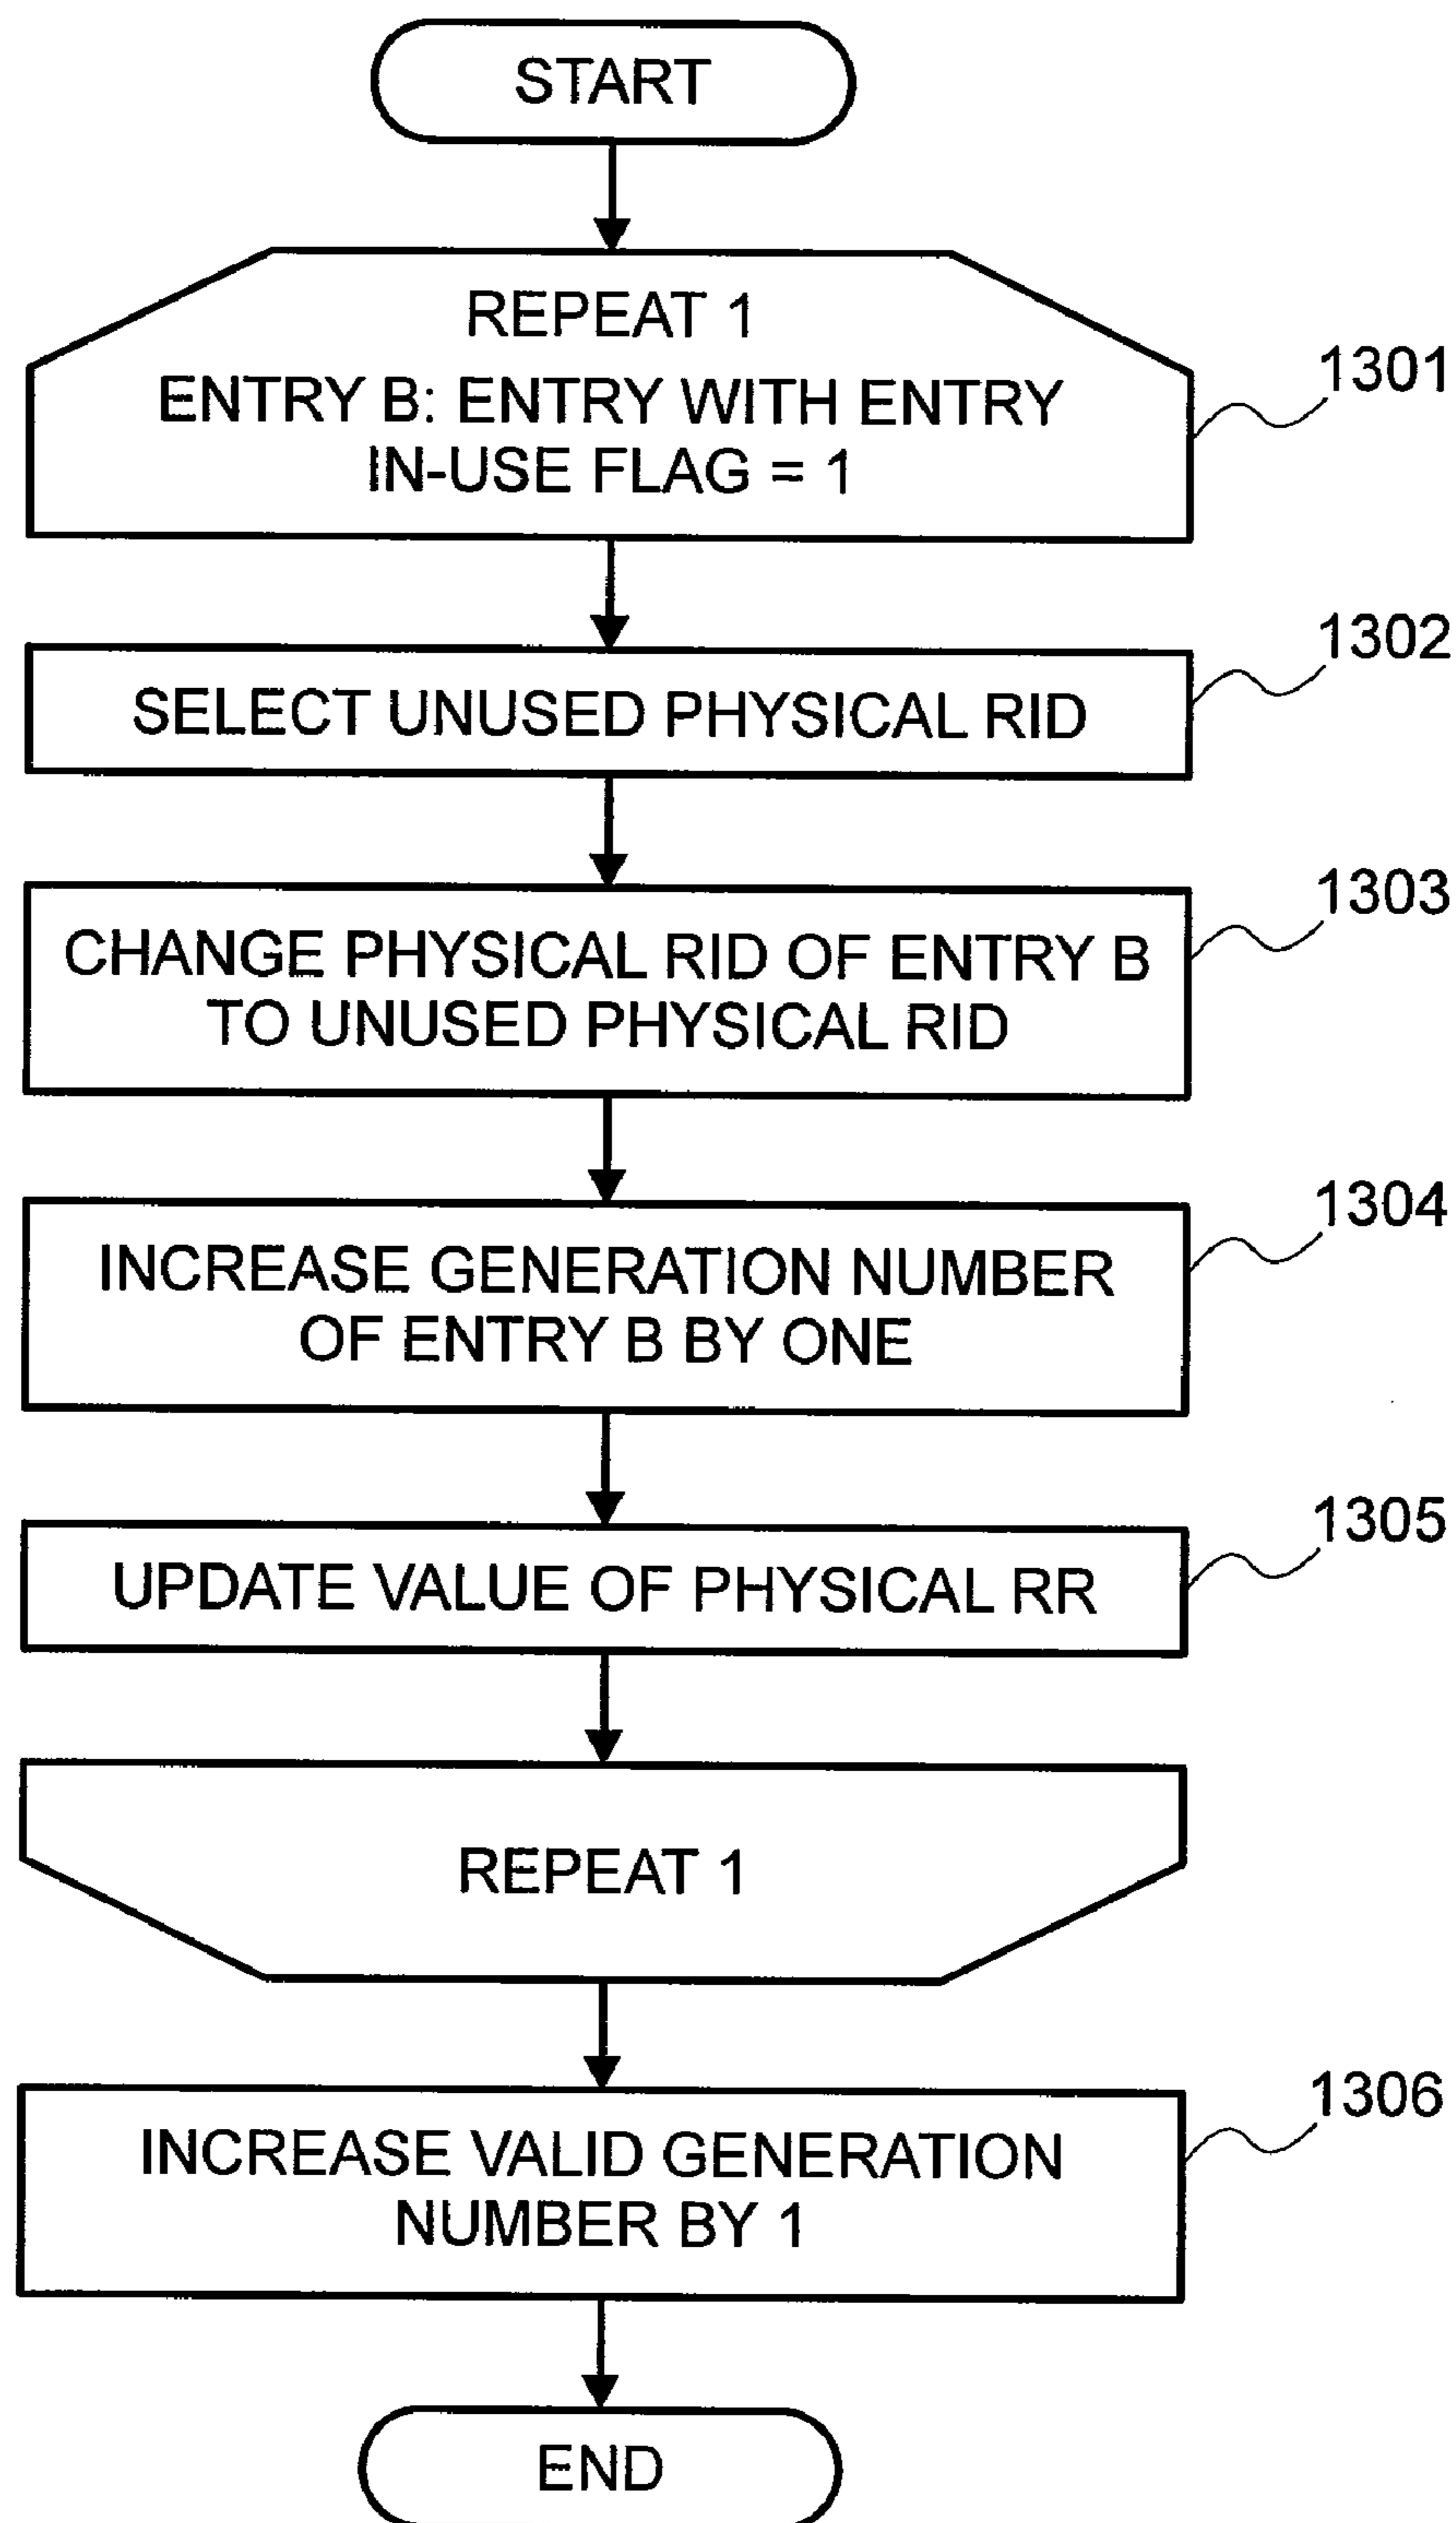 START
REPEAT 1
ENTRY B: ENTRY WITH ENTRY
IN-USE FLAG = 1
1301
SELECT UNUSED PHYSICAL RID
1302
CHANGE PHYSICAL RID OF ENTRY B
TO UNUSED PHYSICAL RID
1303
INCREASE GENERATION NUMBER
OF ENTRY B BY ONE
1304
UPDATE VALUE OF PHYSICAL RR
1305
REPEAT 1
INCREASE VALID GENERATION
NUMBER BY 1
1306
END